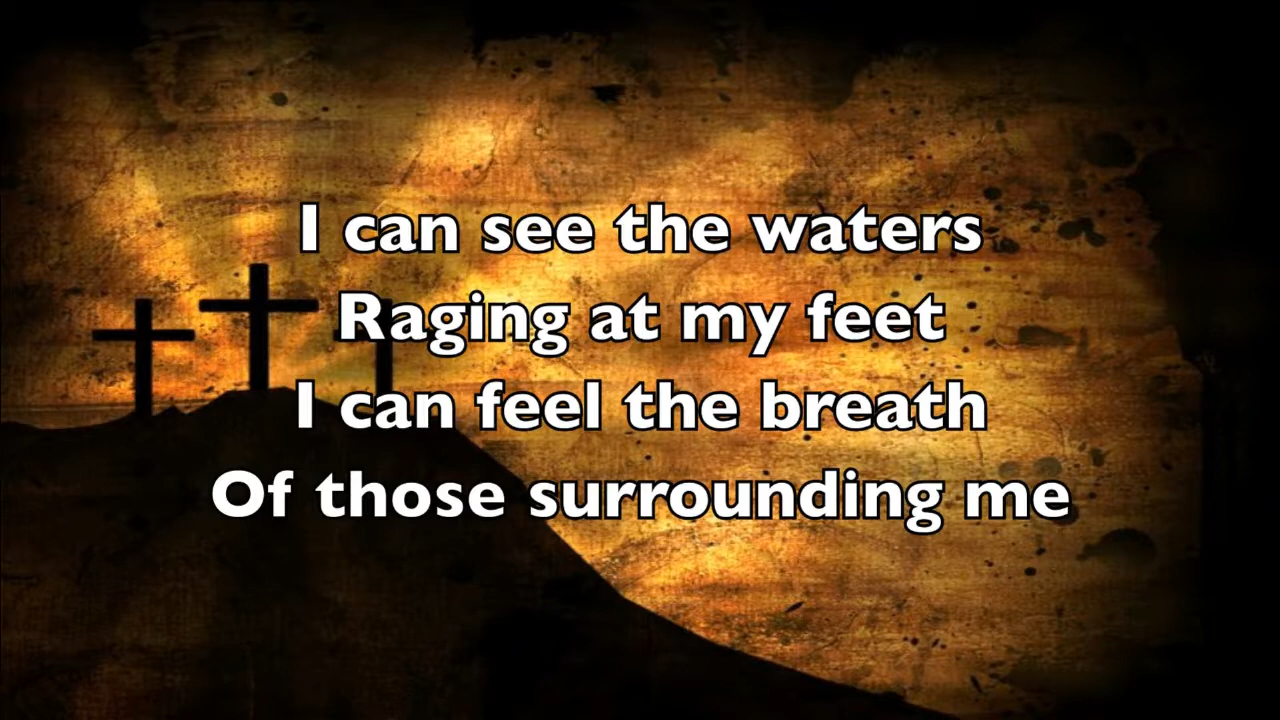 I can see the waters
Raging at my feet
I can feel the breath
Of those surrounding me